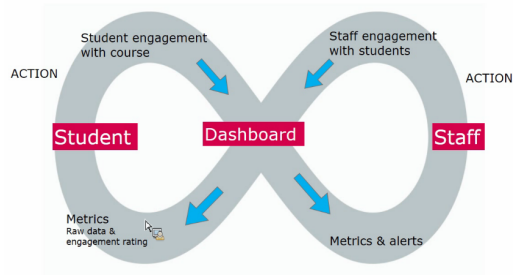 Student engagement
with course
Staff engagement
with students
ACTION
ACTION
Student
Dashboard
Staff
Metrics
Raw data &
engagement rating
Metrics & alerts